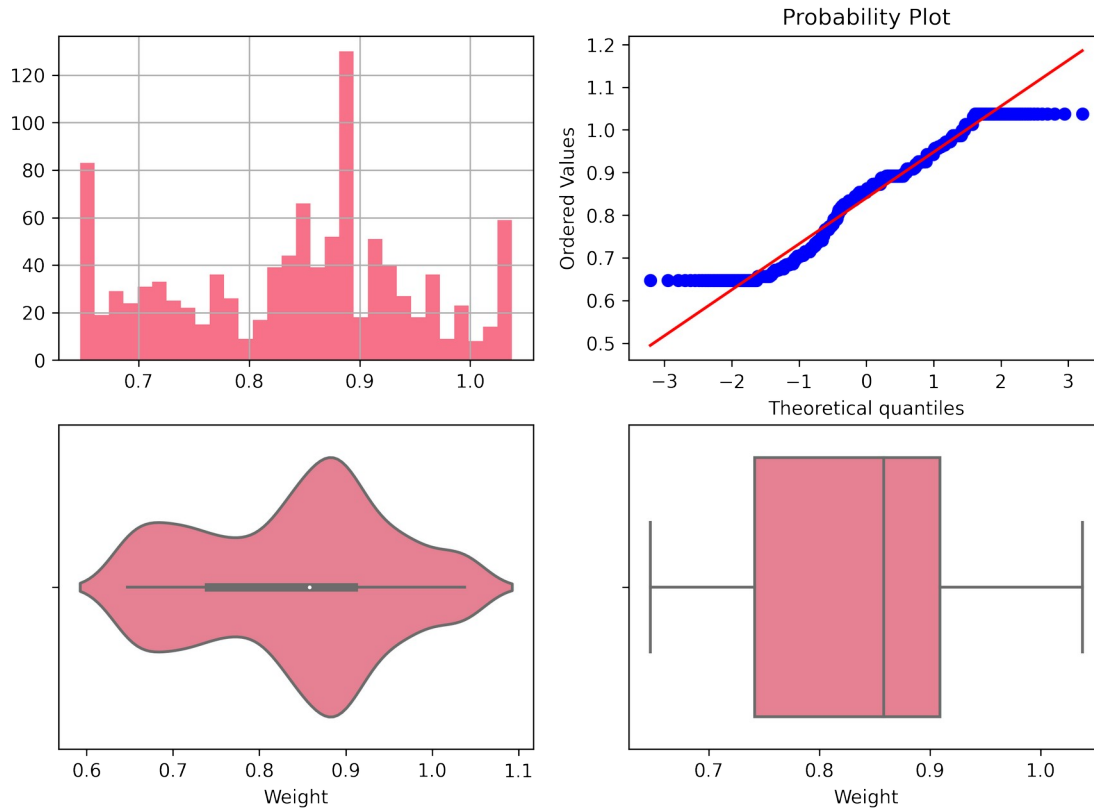 120
100
80
60
40
20
0
0.7 0.8 0.9 1.0
Probability Plot
Ordered Values
1.2
1.1
1.0
0.9
0.8
0.7
0.6
0.5
−3 −2 −1 0 1 2 3
Theoretical quantiles
0.6 0.7 0.8 0.9 1.0 1.1
Weight
0.7 0.8 0.9 1.0
Weight